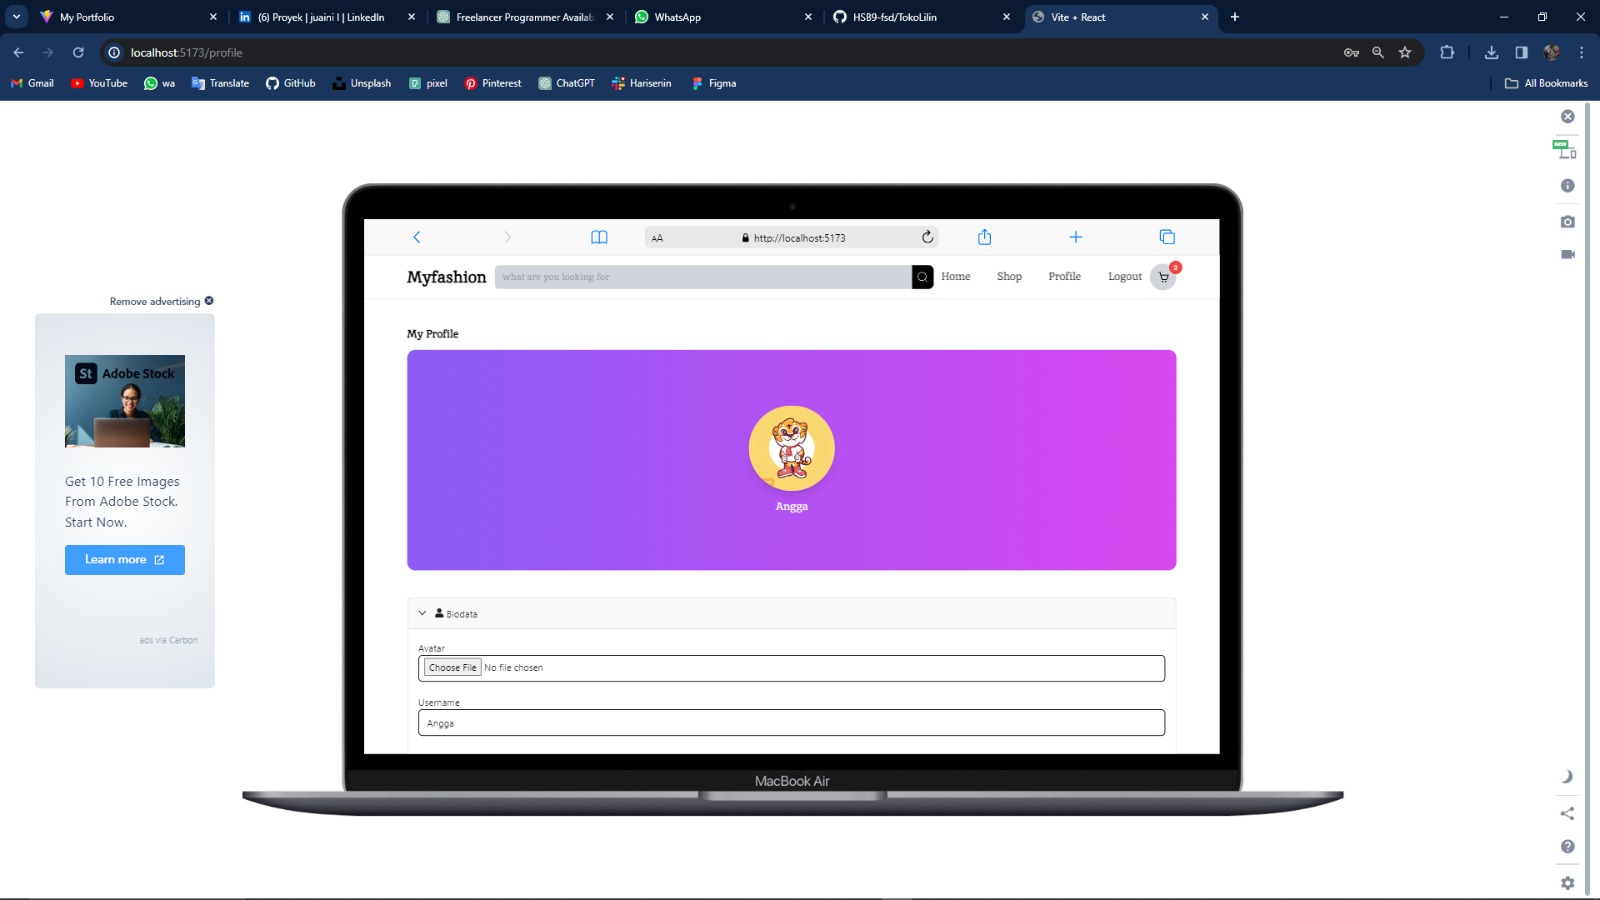 My Portfolio
(6) Proyek | juaini I | LinkedIn
Freelancer Programmer Availab
WhatsApp
HSB9-fsd/TokoLilin
Vite + React
localhost:5173/profile
Gmail
YouTube
wa
Translate
GitHub
Unsplash
pixel
Pinterest
ChatGPT
Harisenin
Figma
All Bookmarks
NEW
AA
http://localhost:5173
Myfashion
what are you looking for
Home
Shop
Profile
Logout
2
Remove advertising
St Adobe Stock
Get 10 Free Images
From Adobe Stock.
Start Now.
Learn more
ads via Carbon
My Profile
Angga
Biodata
Avatar
Choose File No file chosen
Username
Angga
MacBook Air